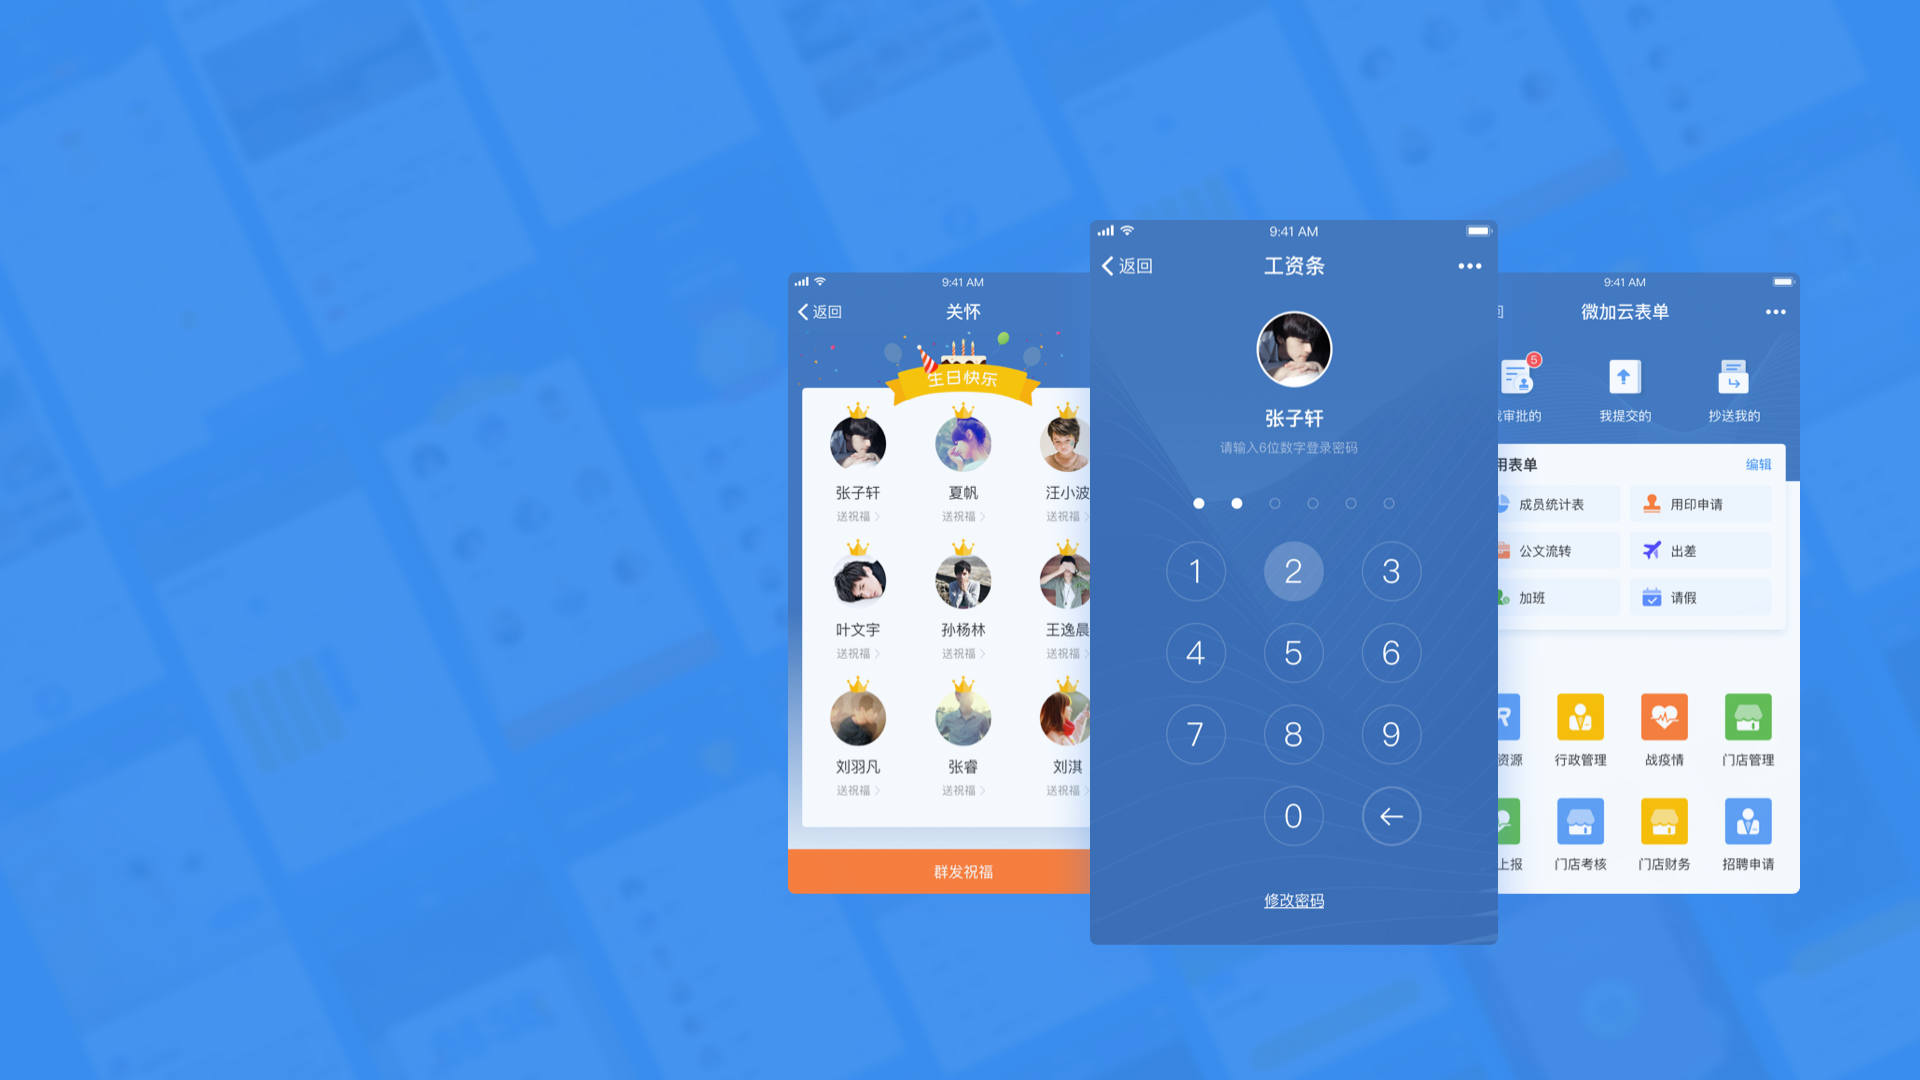 9:41 AM
返回
关怀
生日快乐
张子轩
夏帆
汪小波
送祝福
送祝福
送祝福
叶文宇
孙杨林
王逸晨
送祝福
送祝福
送祝福
刘羽凡
张睿
刘淇
送祝福
送祝福
送祝福
群发祝福
9:41 AM
返回
工资条
张子轩
请输入6位数字登录密码
1
2
3
4
5
6
7
8
9
0
修改密码
9:41 AM
回
微加云表单
5
审批的
我提交的
抄送我的
用表单
编辑
成员统计表
用印申请
公文流转
出差
加班
请假
R
资源
行政管理
战疫情
门店管理
上报
门店考核
门店财务
招聘申请